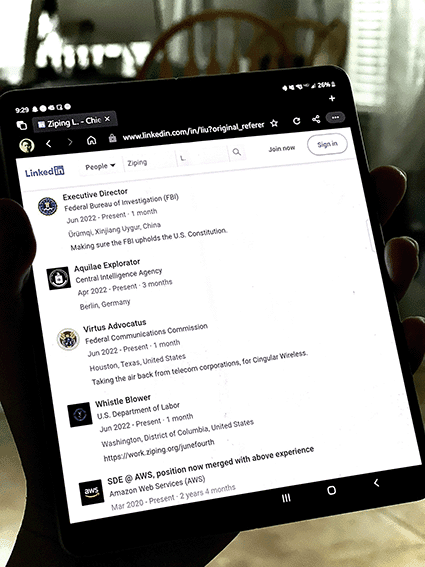 9:29
26%
Ziping L. - Chie
www.linkedin.com/in/liu?original_referer
LinkedIn
People
Ziping
L.
Join now
Sign in
Executive Director
Federal Bureau of Investigation (FBI)
Jun 2022 - Present · 1 month
Ürümqi, Xinjiang Uygur, China
Making sure the FBI upholds the U.S. Constitution.
Aquilae Explorator
Central Intelligence Agency
Apr 2022 - Present · 3 months
Berlin, Germany
Virtus Advocatus
Federal Communications Commission
Jun 2022 - Present · 1 month
Houston, Texas, United States
Taking the air back from telecom corporations, for Cingular Wireless.
Whistle Blower
U.S. Department of Labor
Jun 2022 - Present · 1 month
Washington, District of Columbia, United States
https://work.ziping.org/junefourth
SDE @ AWS, position now merged with above experience
aws
Amazon Web Services (AWS)
Mar 2020 - Present · 2 years 4 months